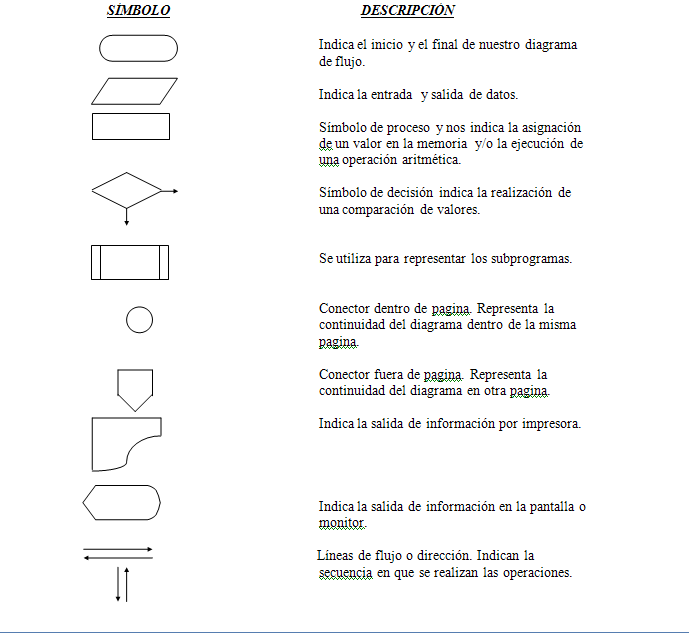 SÍMBOLO DESCRIPCIÓN
Indica el inicio y el final de nuestro diagrama
de flujo.
Indica la entrada y salida de datos.
Símbolo de proceso y nos indica la asignación
de un valor en la memoria y/o la ejecución de
una operación aritmética.
Símbolo de decisión indica la realización de
una comparación de valores.
Se utiliza para representar los subprogramas.
Conector dentro de pagina. Representa la
continuidad del diagrama dentro de la misma
pagina.
Conector fuera de pagina. Representa la
continuidad del diagrama en otra pagina.
Indica la salida de información por impresora.
Indica la salida de información en la pantalla o
monitor.
Líneas de flujo o dirección. Indican la
secuencia en que se realizan las operaciones.